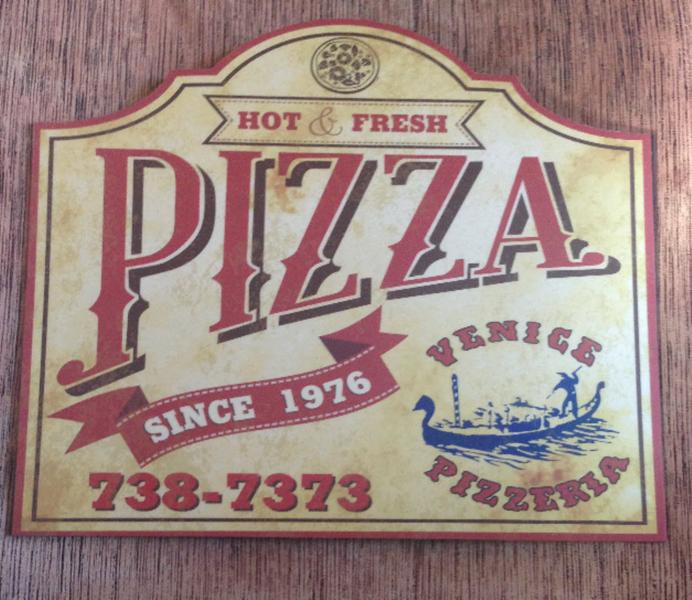 HOT & FRESH
PIZZA
SINCE 1976
VENICE
PIZZERIA
738-7373